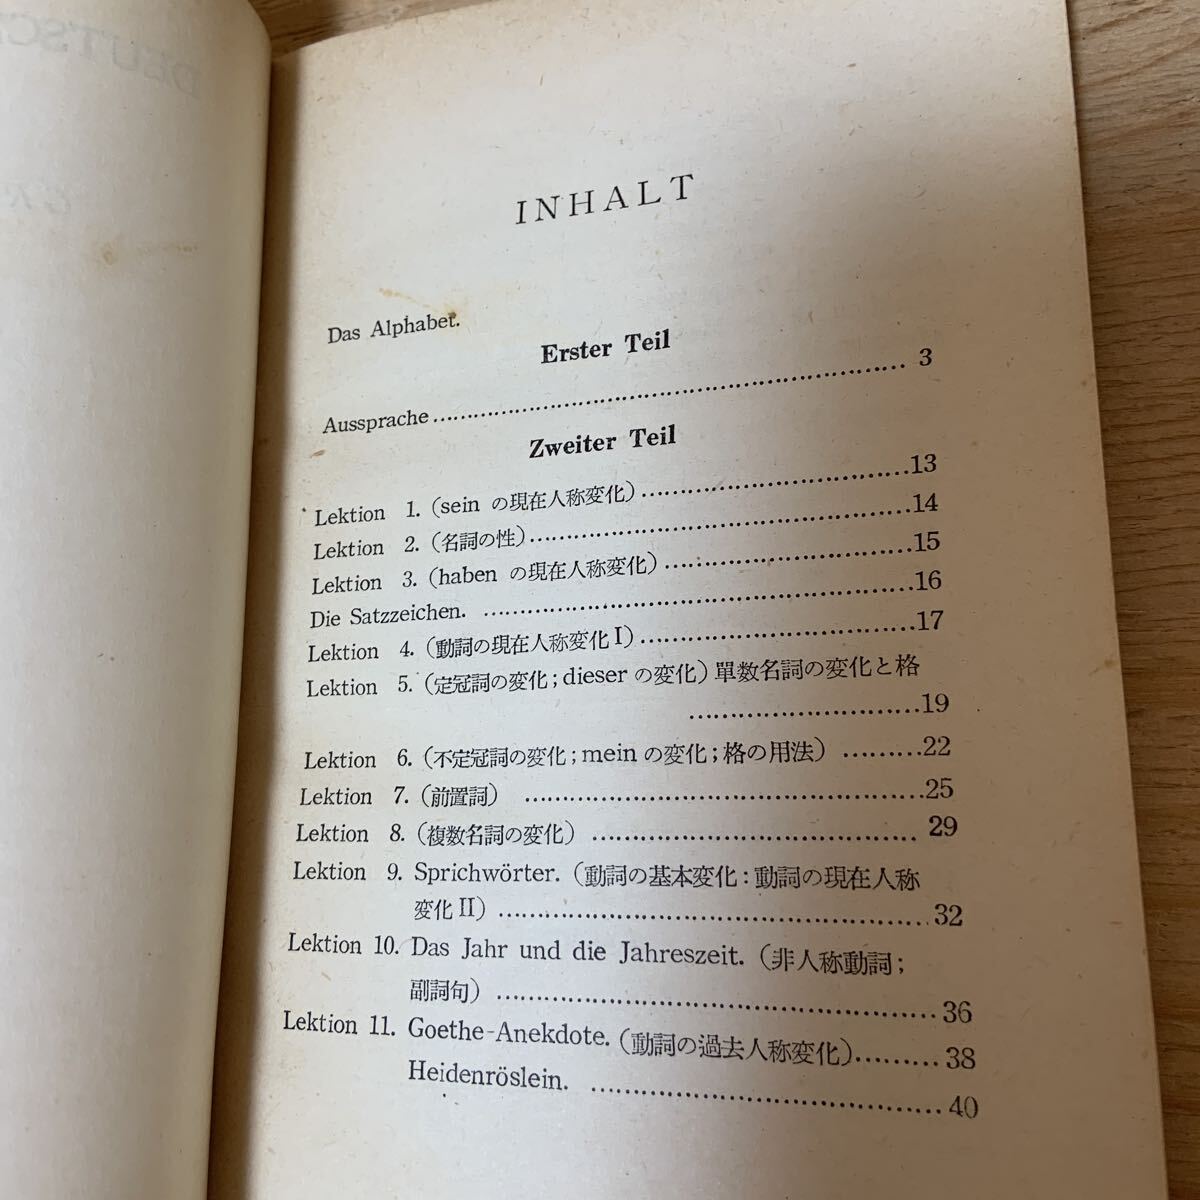 INHALT
Das Alphabet.
Erster Teil
Aussprache 3
Zweiter Teil
Lektion 1. (sein の現在人称変化) 13
Lektion 2. (名詞の性) 14
Lektion 3. (haben の現在人称変化) 15
Die Satzzeichen. 16
Lektion 4. (動詞の現在人称変化 I) 17
Lektion 5. (定冠詞の変化; dieser の変化) 單数名詞の変化と格
19
Lektion 6. (不定冠詞の変化; mein の変化; 格の用法) 22
Lektion 7. (前置詞) 25
Lektion 8. (複数名詞の変化) 29
Lektion 9. Sprichwörter. (動詞の基本変化: 動詞の現在人称
変化 II) 32
Lektion 10. Das Jahr und die Jahreszeit. (非人称動詞;
副詞句) 36
Lektion 11. Goethe-Anekdote. (動詞の過去人称変化) 38
Heidenröslein. 40